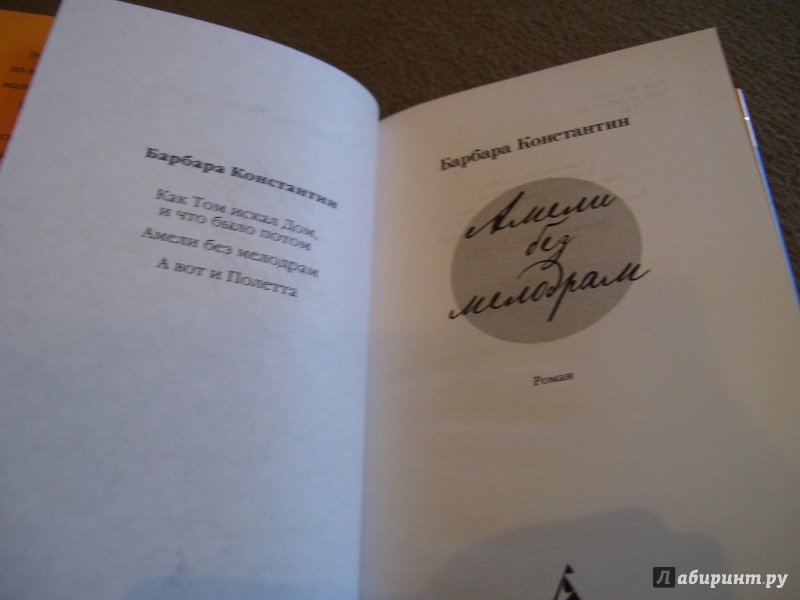 Барбара Константин
Как Том искал Дом,
и что было потом
Амели без мелодрам
А вот и Полетта
Барбара Константин
Амели
без
мелодрам
Роман
Лабиринт.ру